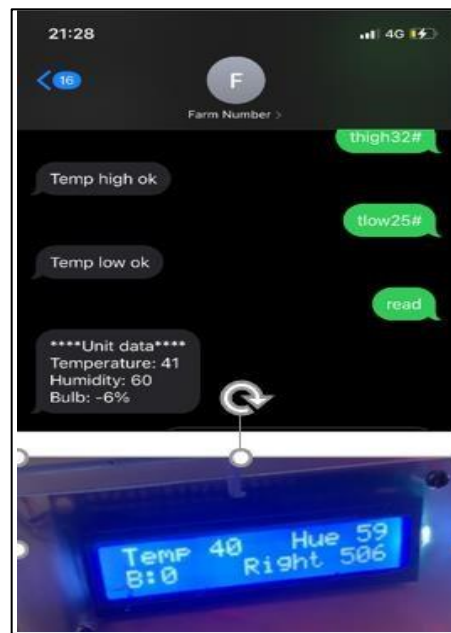 21:28
4G
16
F
Farm Number >
thigh32#
Temp high ok
tlow25#
Temp low ok
read
****Unit data****
Temperature: 41
Humidity: 60
Bulb: -6%
Temp 40 Hue 59
B:0 Right 506